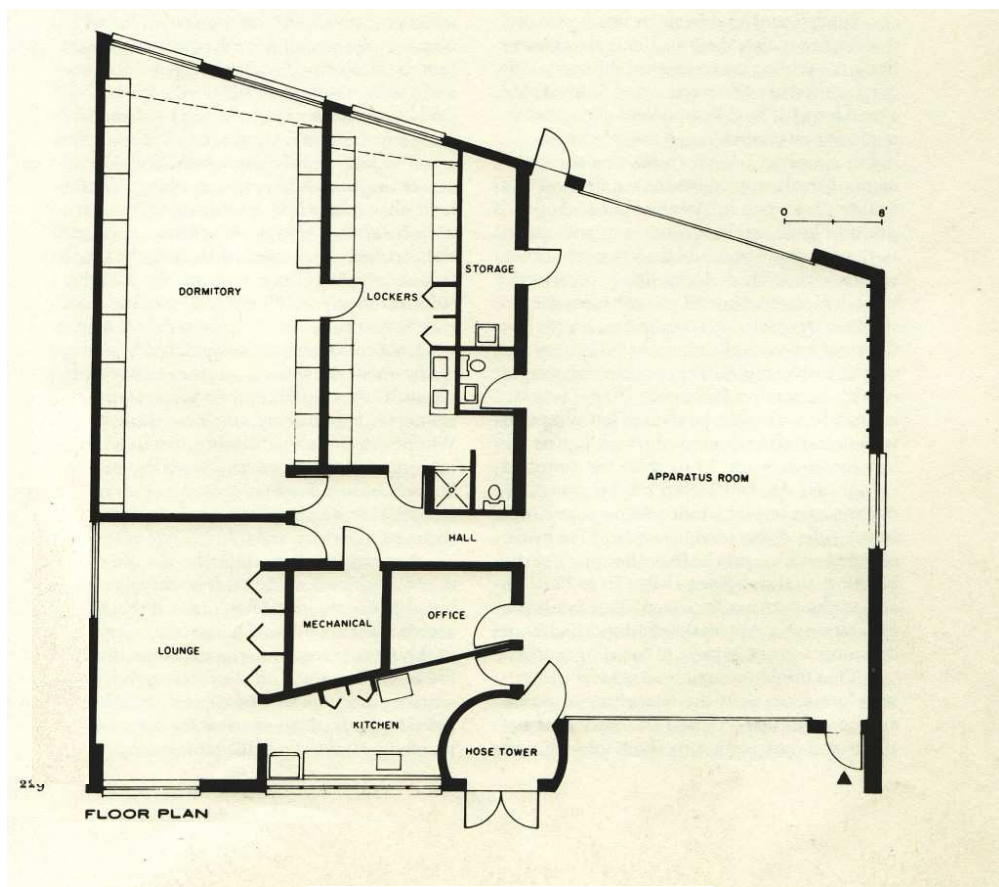 0 8'
STORAGE
DORMITORY
LOCKERS
APPARATUS ROOM
HALL
OFFICE
MECHANICAL
LOUNGE
KITCHEN
HOSE TOWER
FLOOR PLAN